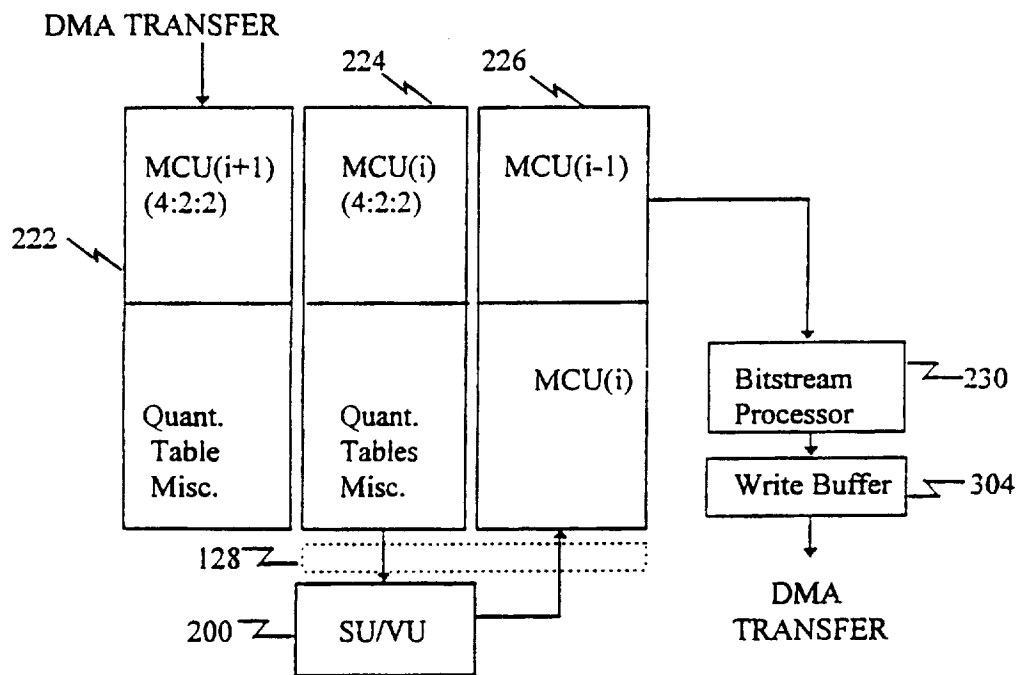 DMA TRANSFER
224
226
MCU(i+1)
(4:2:2)
MCU(i)
(4:2:2)
MCU(i-1)
222
Quant.
Table
Misc.
Quant.
Tables
Misc.
MCU(i)
Bitstream
Processor
230
Write Buffer
304
128
200
SU/VU
DMA
TRANSFER